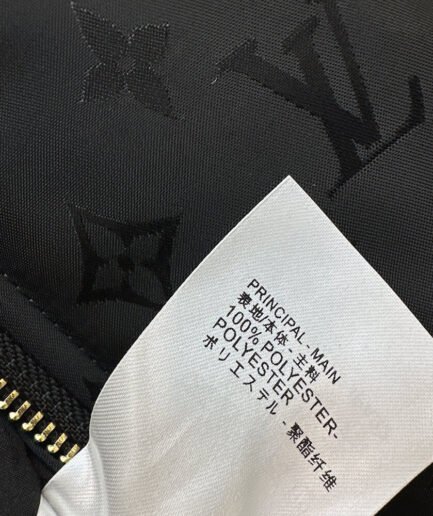 LV
PRINCIPAL - MAIN
表地/本体 - 主料
100% POLYESTER-
POLYESTER
ポリエステル - 聚酯纤维